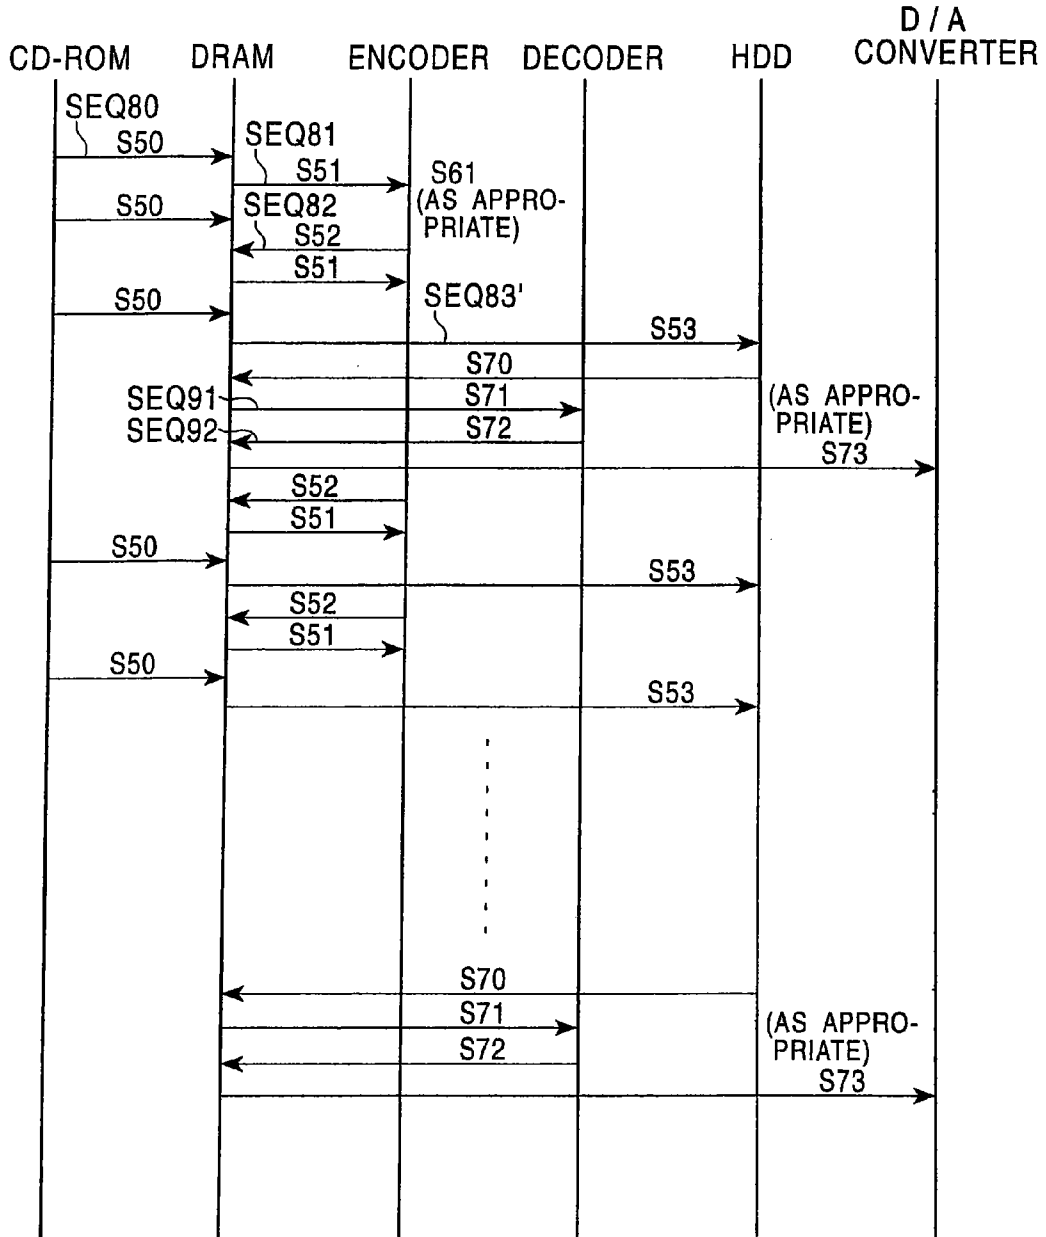 D / A
CD-ROM DRAM ENCODER DECODER HDD CONVERTER
SEQ80
S50
SEQ81
S51
S61
(AS APPRO-
PRIATE)
S50
SEQ82
S52
S51
SEQ83'
S50
S53
S70
SEQ91
S71
(AS APPRO-
PRIATE)
SEQ92
S72
S73
S52
S51
S50
S53
S52
S51
S50
S53
S70
S71
(AS APPRO-
PRIATE)
S72
S73